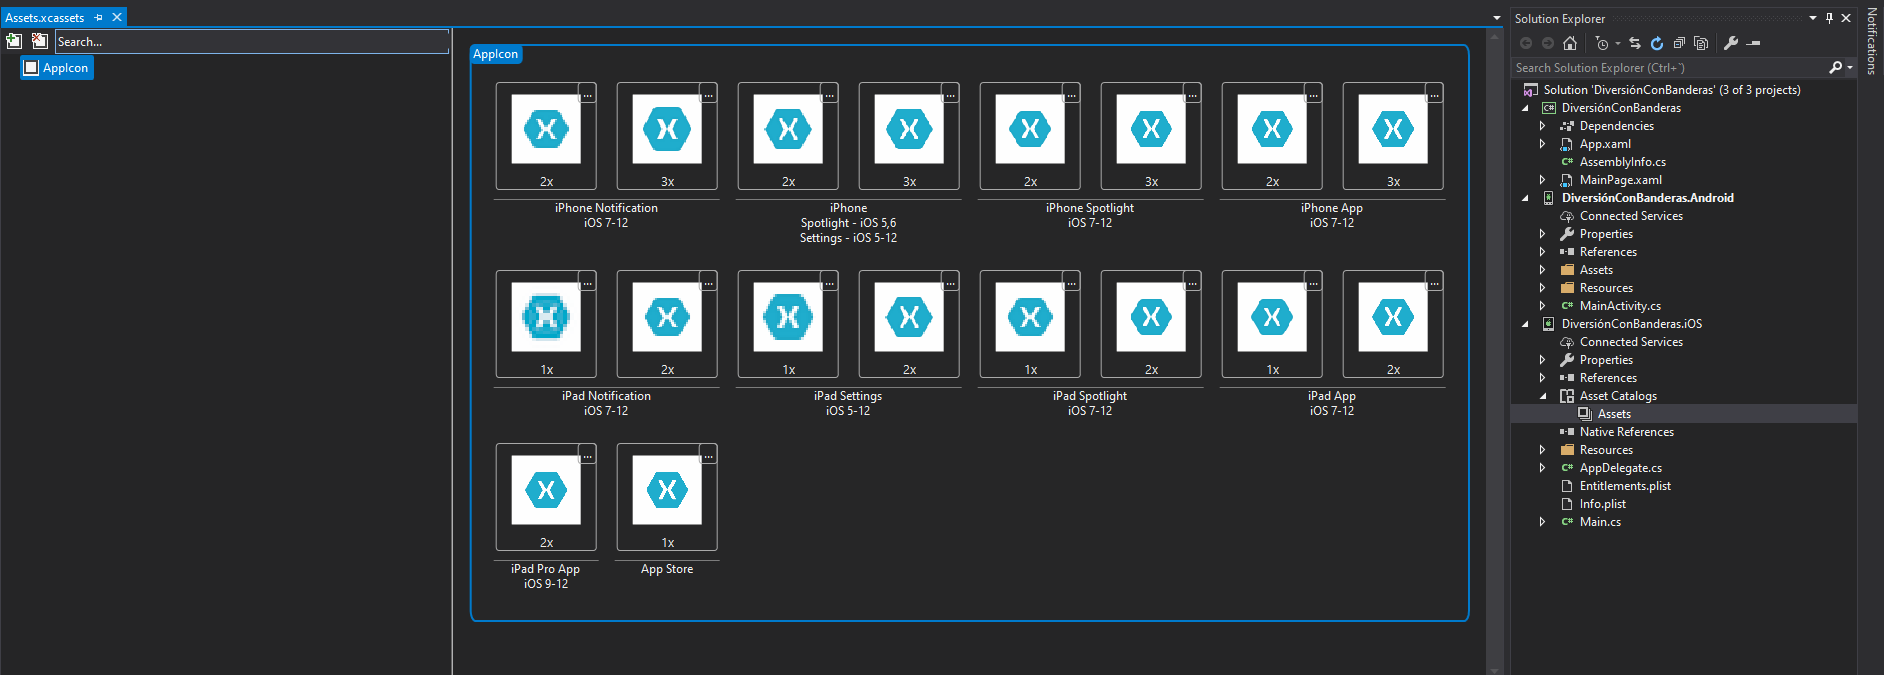 Assets.xcassets
Search...
AppIcon
AppIcon
2x 3x 2x 3x 2x 3x 2x 3x
iPhone Notification
iOS 7-12
iPhone
Spotlight - iOS 5,6
Settings - iOS 5-12
iPhone Spotlight
iOS 7-12
iPhone App
iOS 7-12
1x 2x 1x 2x 1x 2x 1x 2x
iPad Notification
iOS 7-12
iPad Settings
iOS 5-12
iPad Spotlight
iOS 7-12
iPad App
iOS 7-12
2x 1x
iPad Pro App
iOS 9-12
App Store
Solution Explorer
Search Solution Explorer (Ctrl+`)
Solution 'DiversiónConBanderas' (3 of 3 projects)
C# DiversiónConBanderas
Dependencies
App.xaml
C# AssemblyInfo.cs
MainPage.xaml
DiversiónConBanderas.Android
Connected Services
Properties
References
Assets
Resources
C# MainActivity.cs
DiversiónConBanderas.iOS
Connected Services
Properties
References
Asset Catalogs
Assets
Native References
Resources
C# AppDelegate.cs
Entitlements.plist
Info.plist
C# Main.cs
Notifications